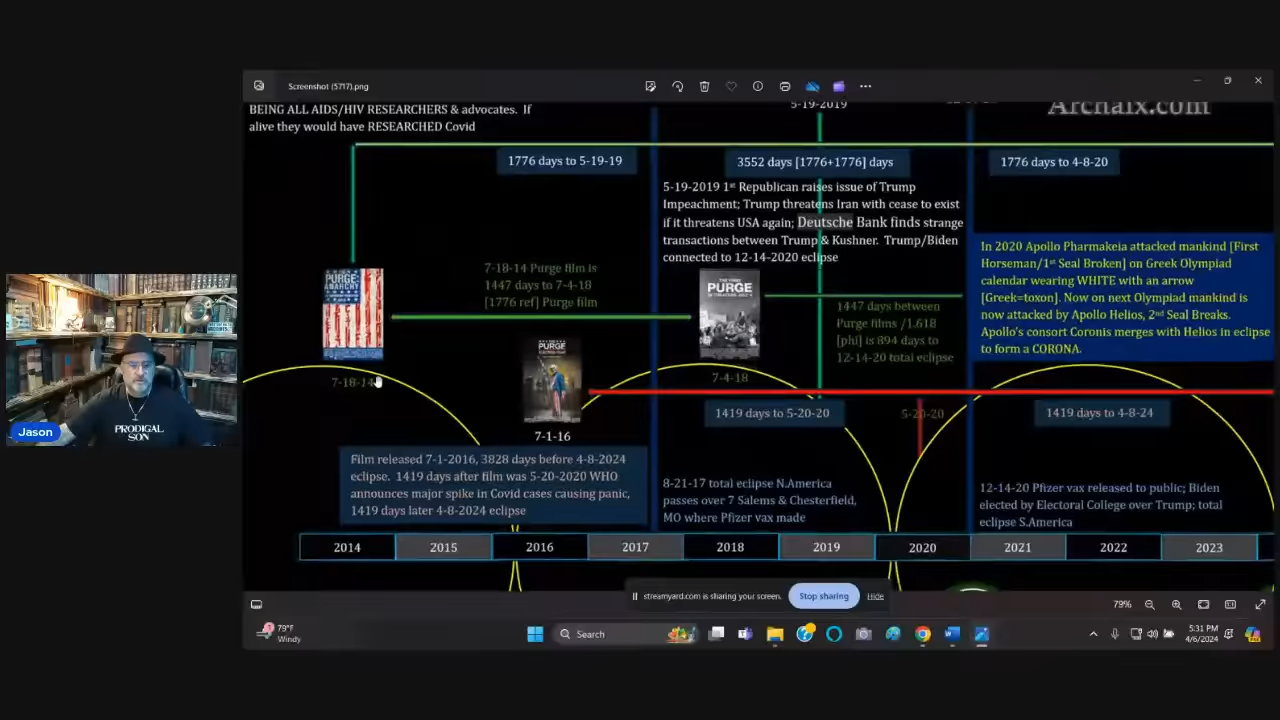 Screenshot (5717).png
BEING ALL AIDS/HIV RESEARCHERS & advocates. If
alive they would have RESEARCHED Covid
5-19-2019
Archaix.com
1776 days to 5-19-19
3552 days [1776+1776] days
1776 days to 4-8-20
5-19-2019 1st Republican raises issue of Trump
Impeachment; Trump threatens Iran with cease to exist
if it threatens USA again; Deutsche Bank finds strange
transactions between Trump & Kushner. Trump/Biden
connected to 12-14-2020 eclipse
In 2020 Apollo Pharmakeia attacked mankind [First
Horseman/1st Seal Broken] on Greek Olympiad
calendar wearing WHITE with an arrow
[Greek=toxon]. Now on next Olympiad mankind is
now attacked by Apollo Helios, 2nd Seal Breaks.
Apollo's consort Coronis merges with Helios in eclipse
to form a CORONA.
7-18-14 Purge film is
1447 days to 7-4-18
[1776 ref] Purge film
PURGE:
ANARCHY
PURGE
PURGE
1447 days between
Purge films /1.618
[phi] is 894 days to
12-14-20 total eclipse
7-18-14
7-4-18
7-1-16
1419 days to 5-20-20
5-20-20
1419 days to 4-8-24
Film released 7-1-2016, 3828 days before 4-8-2024
eclipse. 1419 days after film was 5-20-2020 WHO
announces major spike in Covid cases causing panic,
1419 days later 4-8-2024 eclipse
8-21-17 total eclipse N.America
passes over 7 Salems & Chesterfield,
MO where Pfizer vax made
12-14-20 Pfizer vax released to public; Biden
elected by Electoral College over Trump; total
eclipse S.America
2014 2015 2016 2017 2018 2019 2020 2021 2022 2023
PRODIGAL
SON
Jason
streamyard.com is sharing your screen.
Stop sharing
Hide
79%
79°F
Windy
Search
5:31 PM
4/6/2024